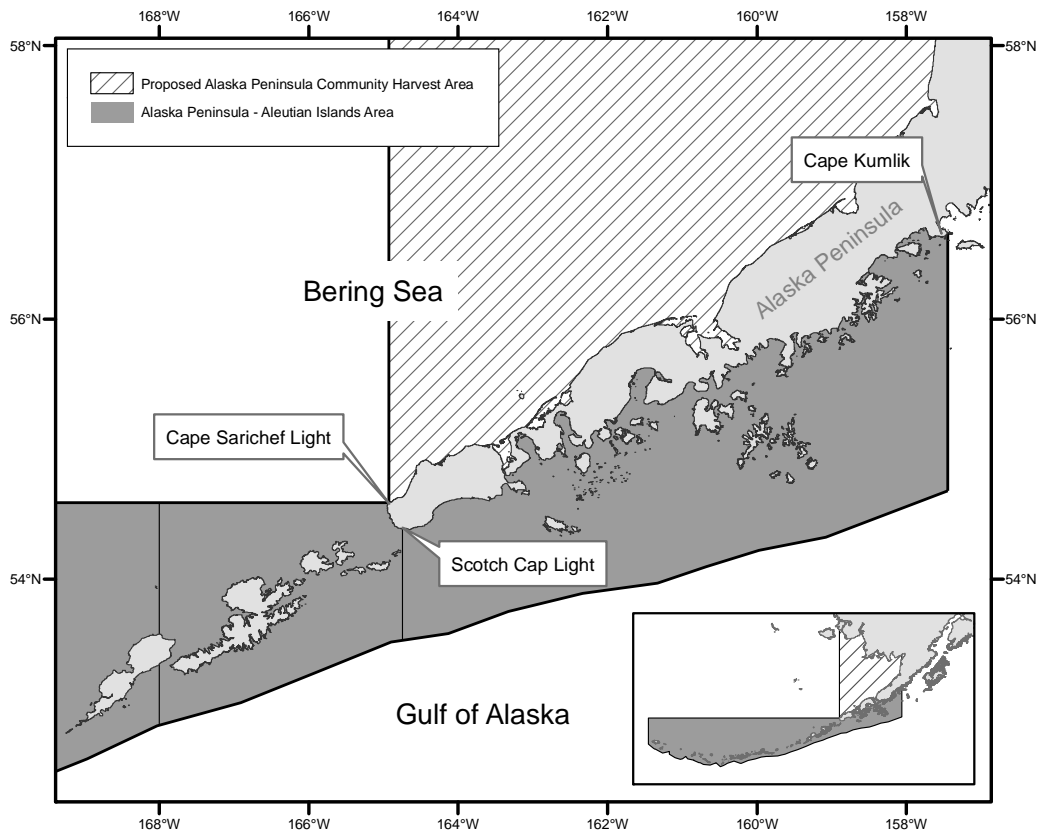 168°W 166°W 164°W 162°W 160°W 158°W
58°N 58°N
Proposed Alaska Peninsula Community Harvest Area
Alaska Peninsula - Aleutian Islands Area
Cape Kumlik
Alaska Peninsula
Bering Sea
56°N 56°N
Cape Sarichef Light
Scotch Cap Light
54°N 54°N
Gulf of Alaska
168°W 166°W 164°W 162°W 160°W 158°W